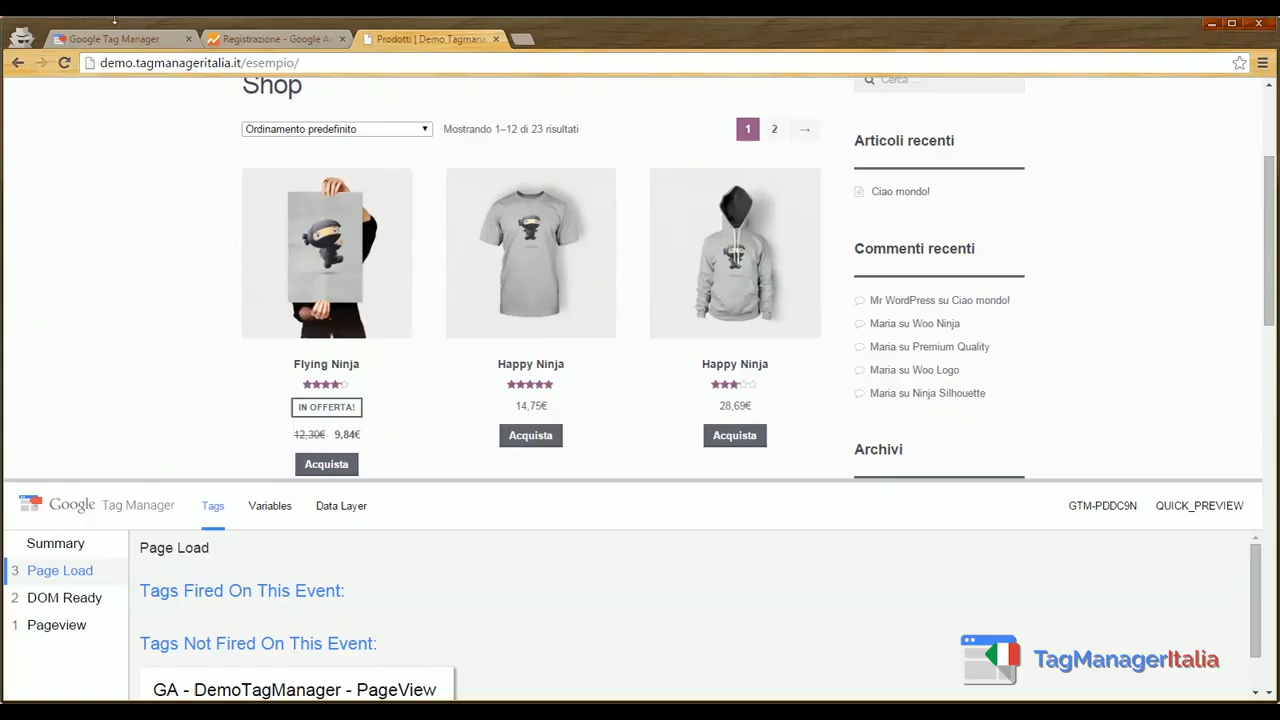 Google Tag Manager
Registrazione - Google A
Prodotti | Demo Tagmana
demo.tagmanageritalia.it/esempio/
Shop
Cerca …
Ordinamento predefinito
Mostrando 1–12 di 23 risultati
1 2 →
Articoli recenti
Ciao mondo!
Commenti recenti
Mr WordPress su Ciao mondo!
Maria su Woo Ninja
Maria su Premium Quality
Maria su Woo Logo
Maria su Ninja Silhouette
Archivi
Flying Ninja
IN OFFERTA!
12,30€ 9,84€
Acquista
Happy Ninja
14,75€
Acquista
Happy Ninja
28,69€
Acquista
Google Tag Manager
Tags
Variables
Data Layer
GTM-PDDC9N
QUICK_PREVIEW
Summary
3 Page Load
2 DOM Ready
1 Pageview
Page Load
Tags Fired On This Event:
Tags Not Fired On This Event:
GA - DemoTagManager - PageView
TagManagerItalia